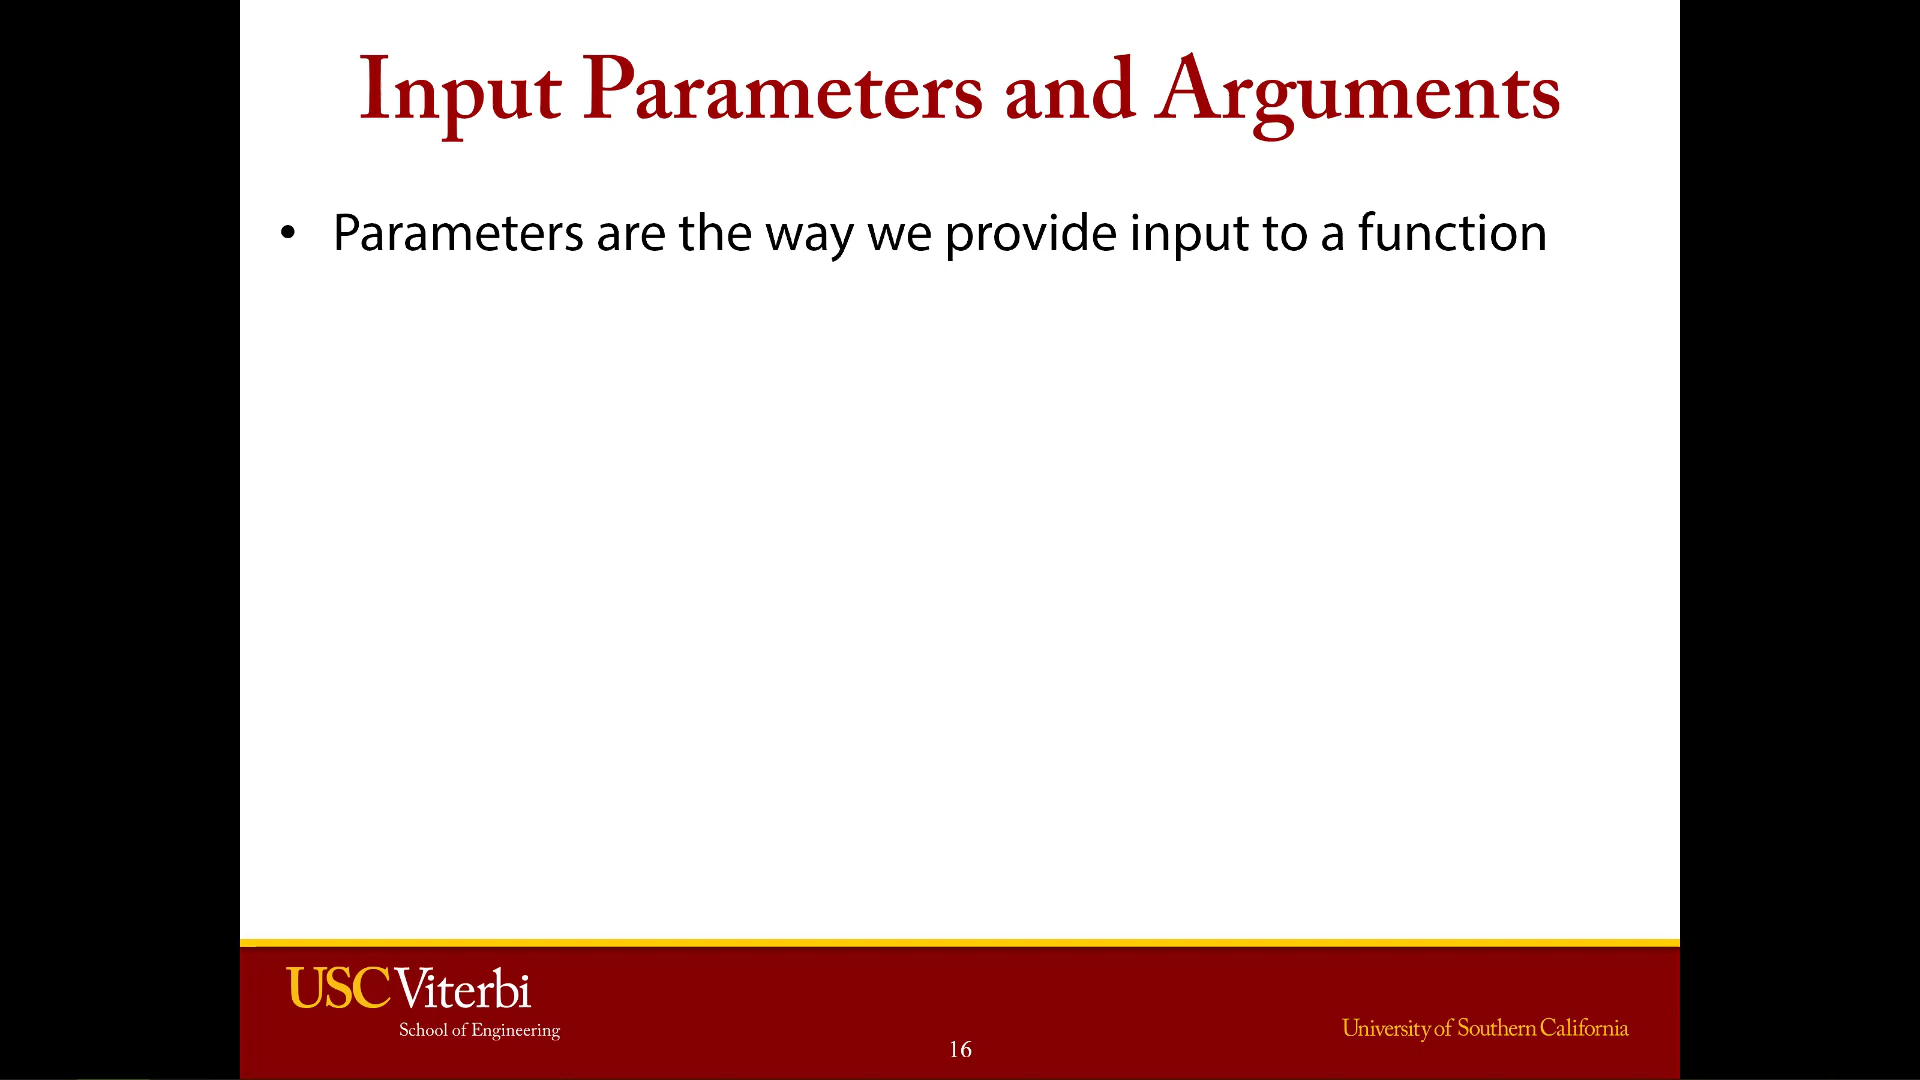 Input Parameters and Arguments
• Parameters are the way we provide input to a function
USC Viterbi
School of Engineering
University of Southern California
16